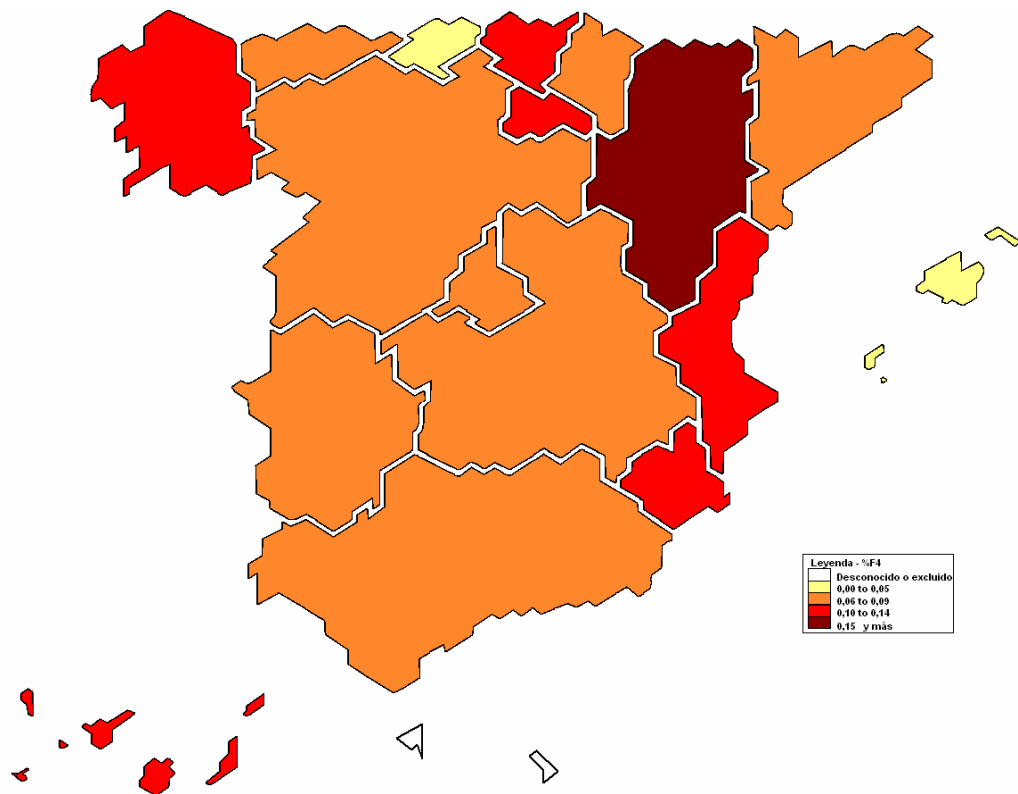 Leyenda - %F4
Desconocido o excluído
0,00 to 0,05
0,06 to 0,09
0,10 to 0,14
0,15 y más